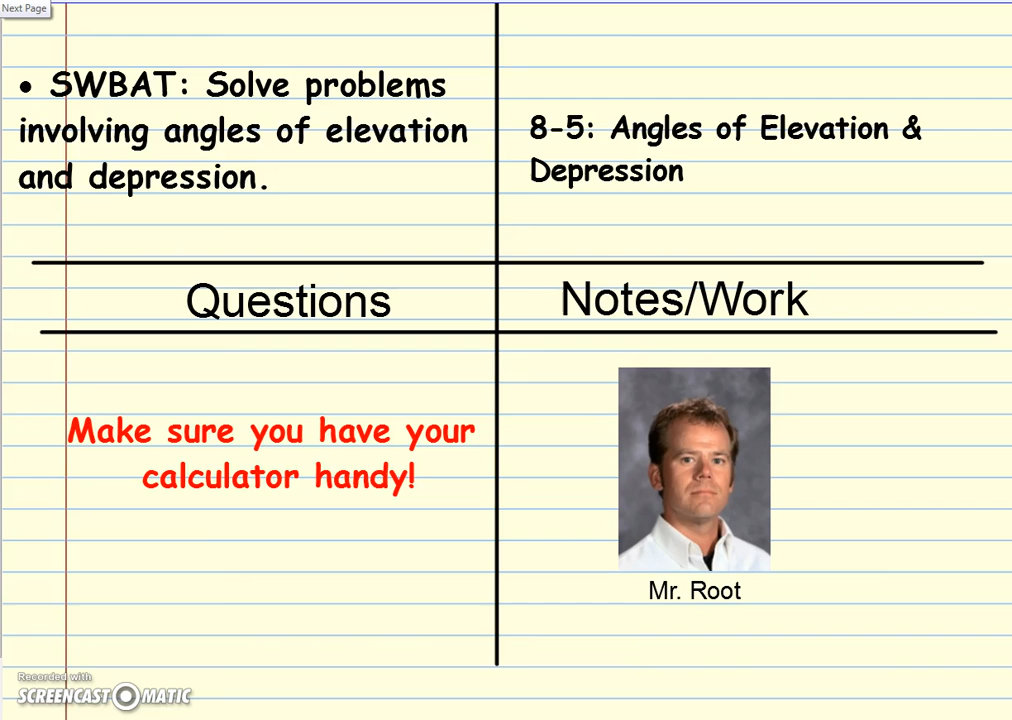 Next Page
• SWBAT: Solve problems
involving angles of elevation
and depression.
8-5: Angles of Elevation &
Depression
Questions
Notes/Work
Make sure you have your
calculator handy!
Mr. Root
Recorded with
SCREENCAST MATIC